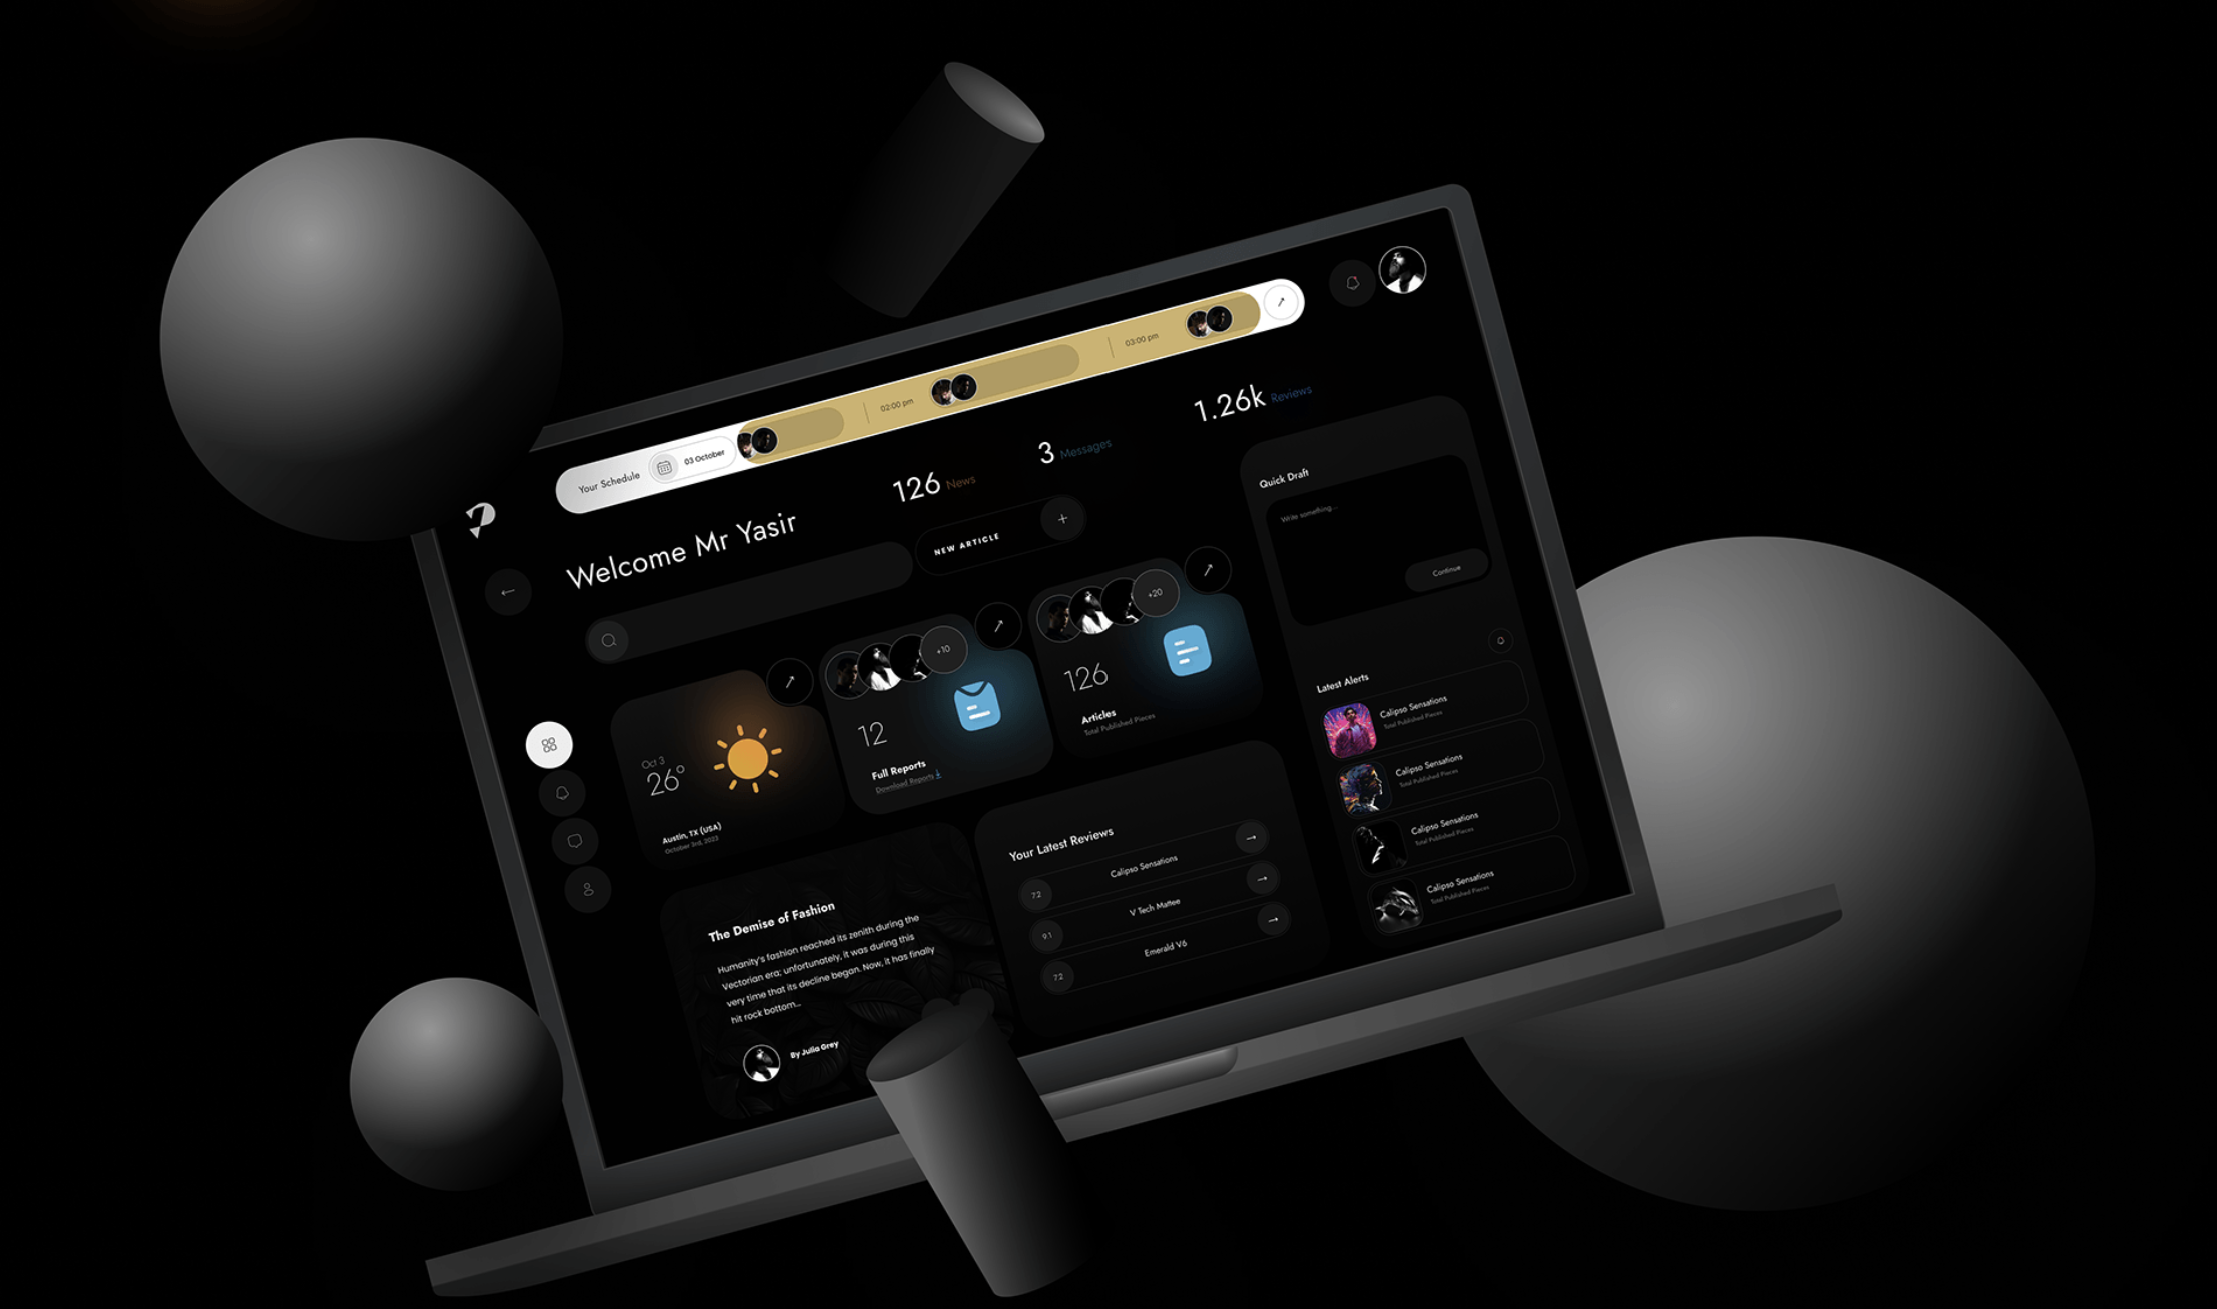 Your Schedule
03 October
02:00 pm
03:00 pm
Welcome Mr Yasir
126 News
3 Messages
1.26k Reviews
NEW ARTICLE
+
Oct 3
26°
Austin, TX (USA)
October 3rd, 2023
+10
12
Full Reports
Download Reports
+20
126
Articles
Total Published Pieces
The Demise of Fashion
Humanity's fashion reached its zenith during the
Vectorian era; unfortunately, it was during this
very time that its decline began. Now, it has finally
hit rock bottom...
By Julia Grey
Your Latest Reviews
72 Calipso Sensations
91 V Tech Mattee
72 Emerald V6
Quick Draft
Write something...
Continue
Latest Alerts
Calipso Sensations
Total Published Pieces
Calipso Sensations
Total Published Pieces
Calipso Sensations
Total Published Pieces
Calipso Sensations
Total Published Pieces